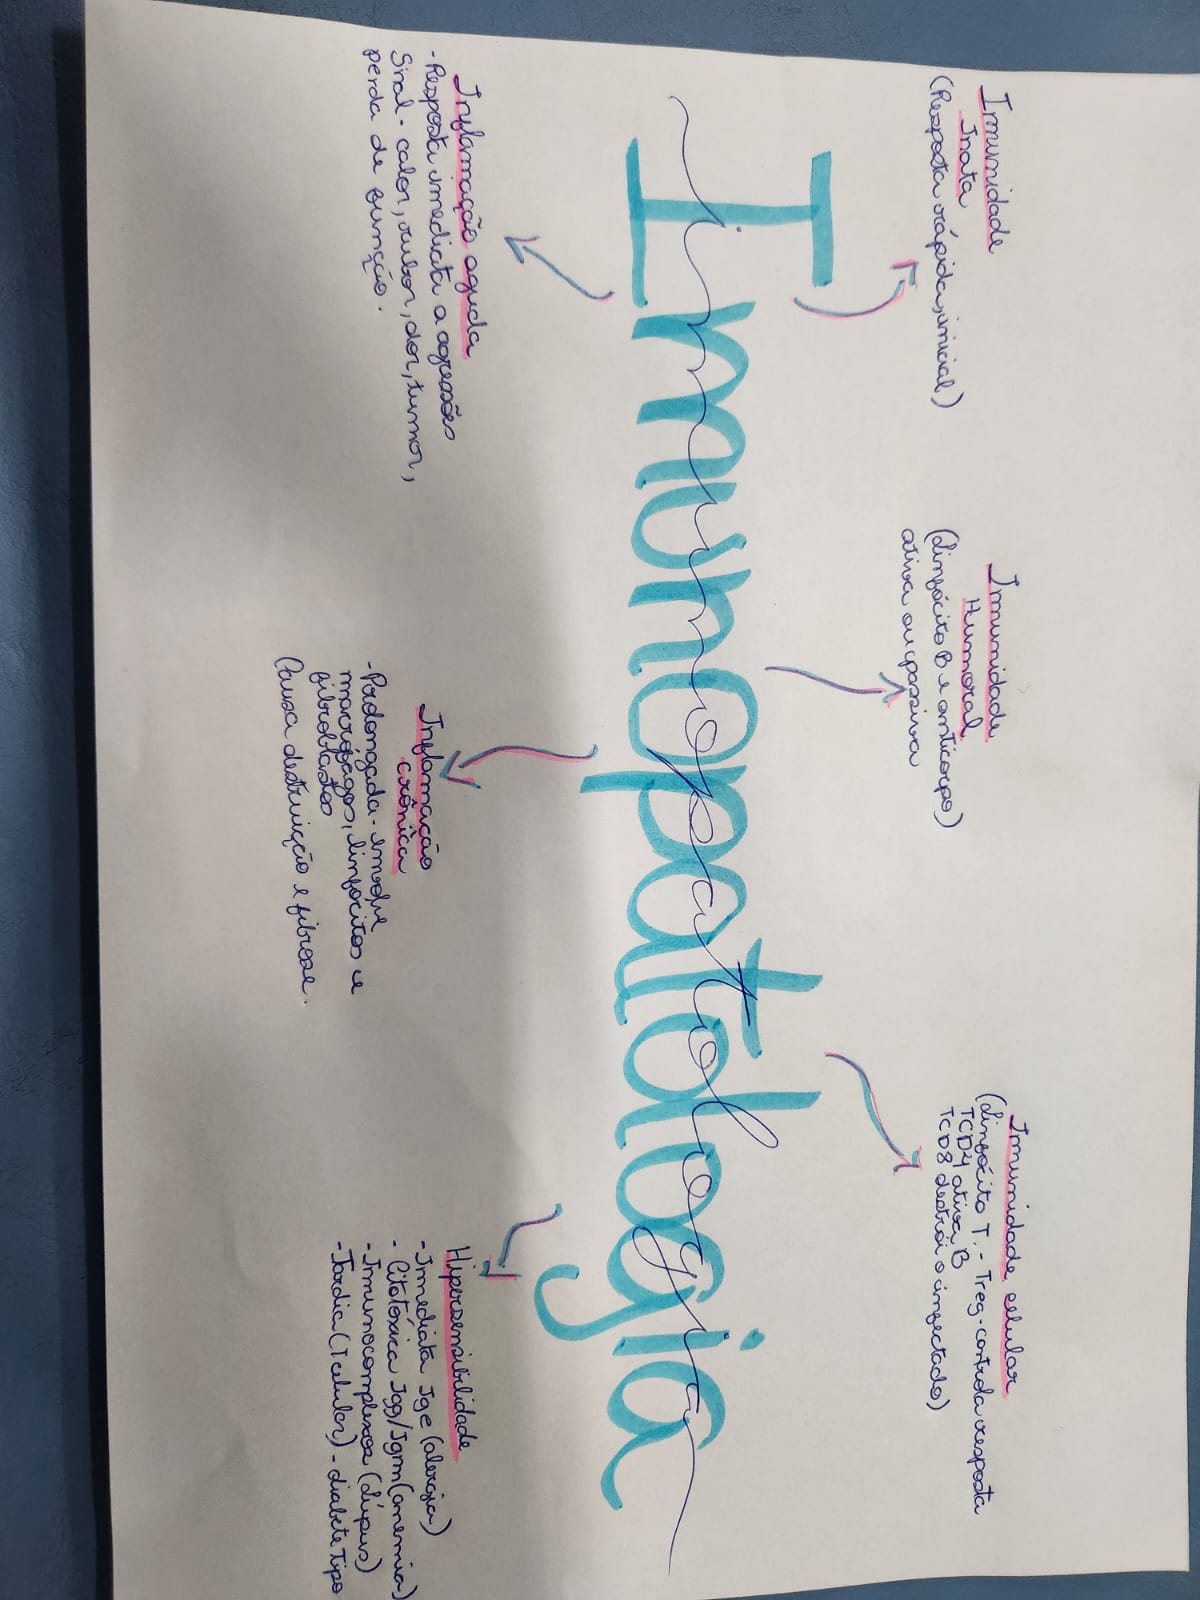 Imunidade
Inata
(Resposta rápida, inicial)
Imunidade
Humoral
(linfócito B e anticorpo)
ativa ou passiva
Imunidade celular
(linfócito T. - Treg - controla resposta
TCD4 ativa B
TCD8 destrói o infectado)
Imunopatologia
Inflamação aguda
- Resposta imediata a agressões
Sinal - calor, rubor, dor, tumor,
perda de função.
Inflamação
crônica
- Prolongada - envolve
macrófagos, linfócitos e
fibroblastos
Causa destruição e fibrose.
Hipersensibilidade
- Imediata Ige (alergia)
- Citotóxica Igg/Igm (anemia)
- Imunocomplexos (lúpus)
- Tardia (T celular) - diabete Tipo